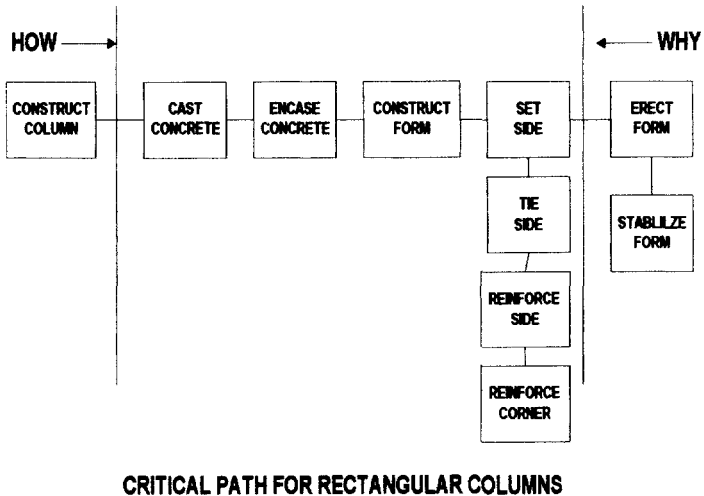 HOW
WHY
CONSTRUCT
COLUMN
CAST
CONCRETE
ENCASE
CONCRETE
CONSTRUCT
FORM
SET
SIDE
ERECT
FORM
TIE
SIDE
STABLILZE
FORM
REINFORCE
SIDE
REINFORCE
CORNER
CRITICAL PATH FOR RECTANGULAR COLUMNS